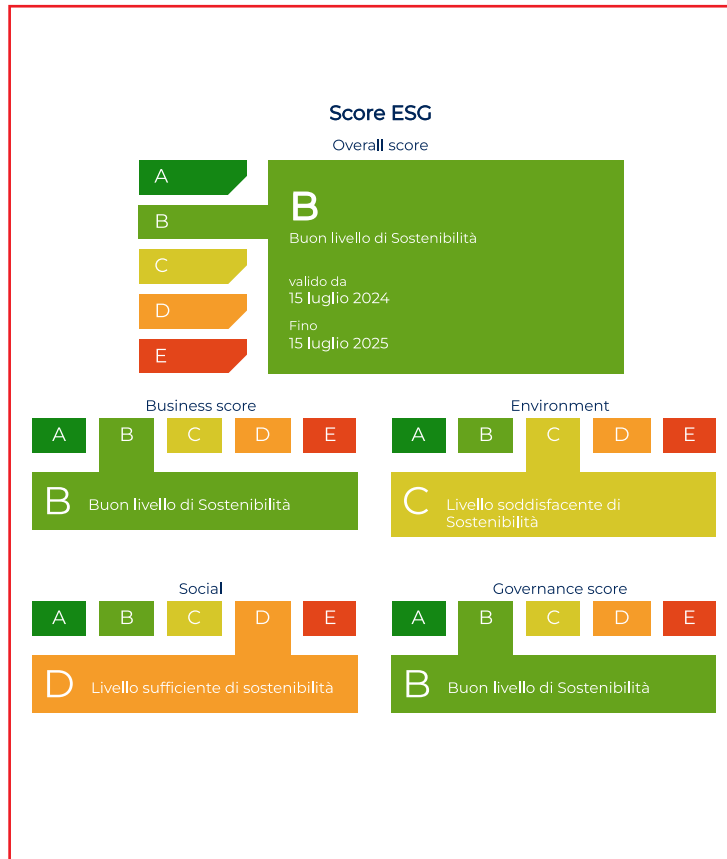 Score ESG
Overall score
A
B
C
D
E
B
Buon livello di Sostenibilità
valido da
15 luglio 2024
Fino
15 luglio 2025
Business score
A B C D E
B Buon livello di Sostenibilità
Environment
A B C D E
C Livello soddisfacente di
Sostenibilità
Social
A B C D E
D Livello sufficiente di sostenibilità
Governance score
A B C D E
B Buon livello di Sostenibilità